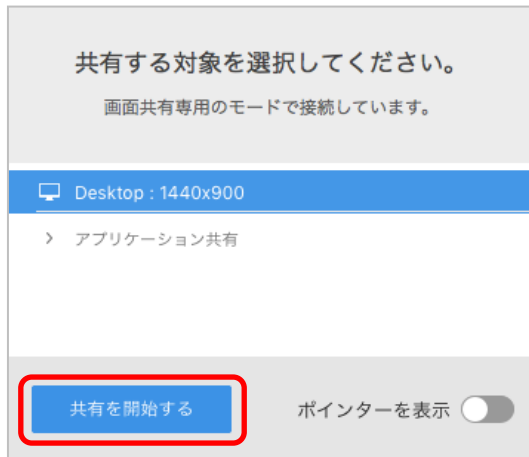 共有する対象を選択してください。
画面共有専用のモードで接続しています。
Desktop : 1440x900
アプリケーション共有
共有を開始する
ポインターを表示